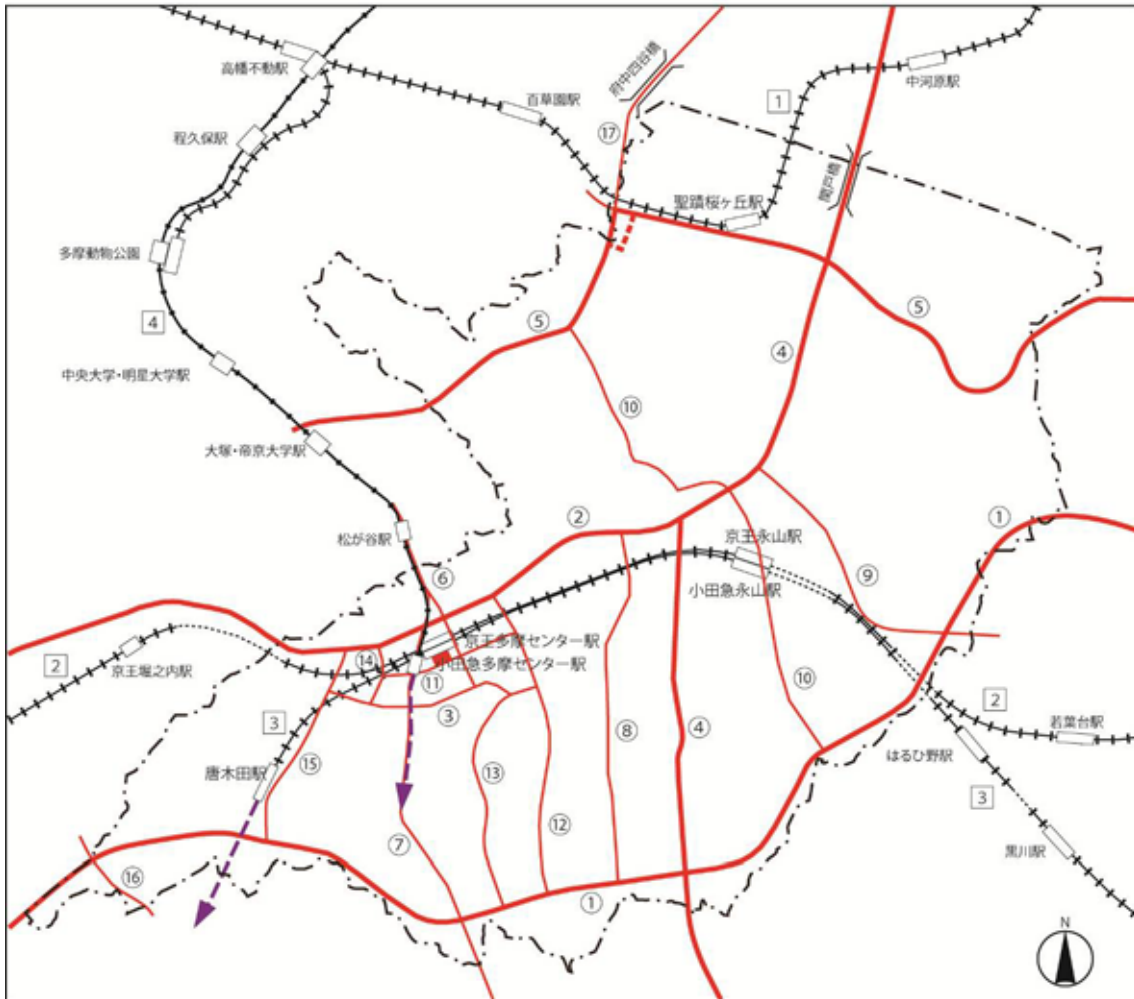 高幡不動駅
百草園駅
府中四谷橋
中河原駅
1
程久保駅
⑰
関戸橋
聖蹟桜ヶ丘駅
多摩動物公園
4
⑤
⑤
④
中央大学・明星大学駅
⑩
大塚・帝京大学駅
②
①
松が谷駅
京王永山駅
⑥
⑨
小田急永山駅
京王多摩センター駅
2
京王堀之内駅
⑭
小田急多摩センター駅
⑪
⑩
3
③
2
若葉台駅
⑧
④
はるひ野駅
唐木田駅
⑮
⑬
3
⑫
⑦
黒川駅
⑯
①
N